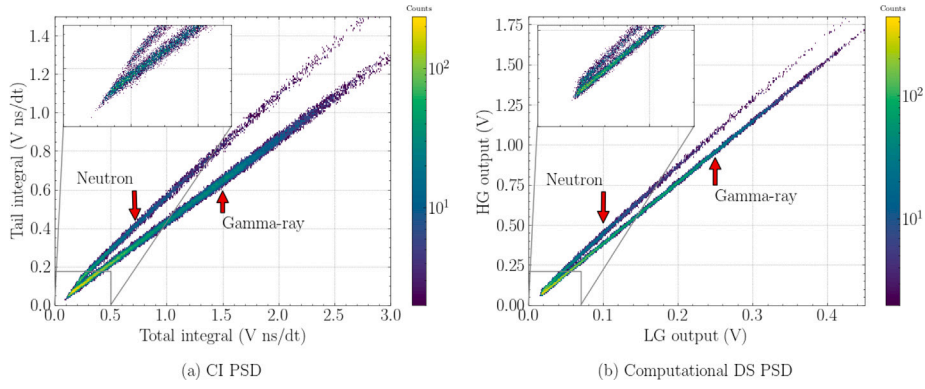 Counts
Counts
1.4
1.2
1.0
0.8
0.6
0.4
0.2
0.0
Tail integral (V ns/dt)
Neutron
Gamma-ray
0.0 0.5 1.0 1.5 2.0 2.5 3.0
Total integral (V ns/dt)
10²
10¹
(a) CI PSD
1.75
1.50
1.25
1.00
0.75
0.50
0.25
0.00
HG output (V)
Neutron
Gamma-ray
0.1 0.2 0.3 0.4
LG output (V)
10²
10¹
(b) Computational DS PSD